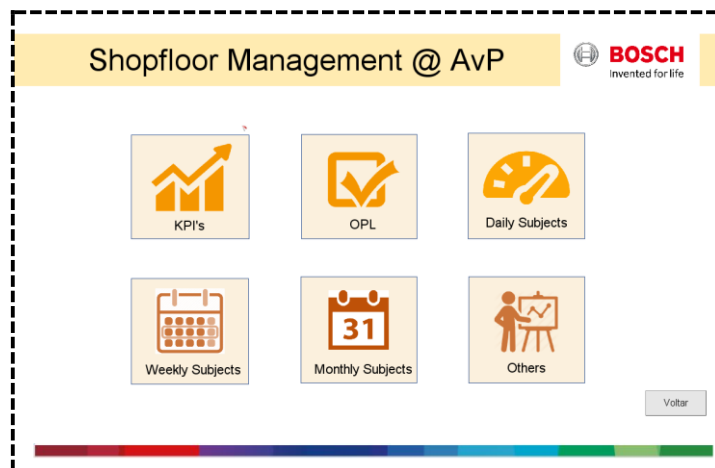 Shopfloor Management @ AvP
BOSCH
Invented for life
KPI's
OPL
Daily Subjects
Weekly Subjects
31
Monthly Subjects
Others
Voltar